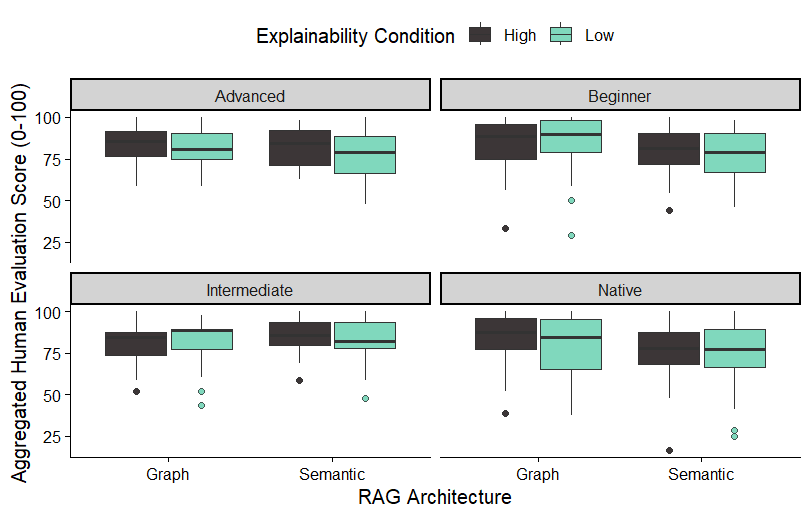 Explainability Condition High Low
Aggregated Human Evaluation Score (0-100)
Advanced Beginner
100
75
50
25
Intermediate Native
100
75
50
25
Graph Semantic Graph Semantic
RAG Architecture